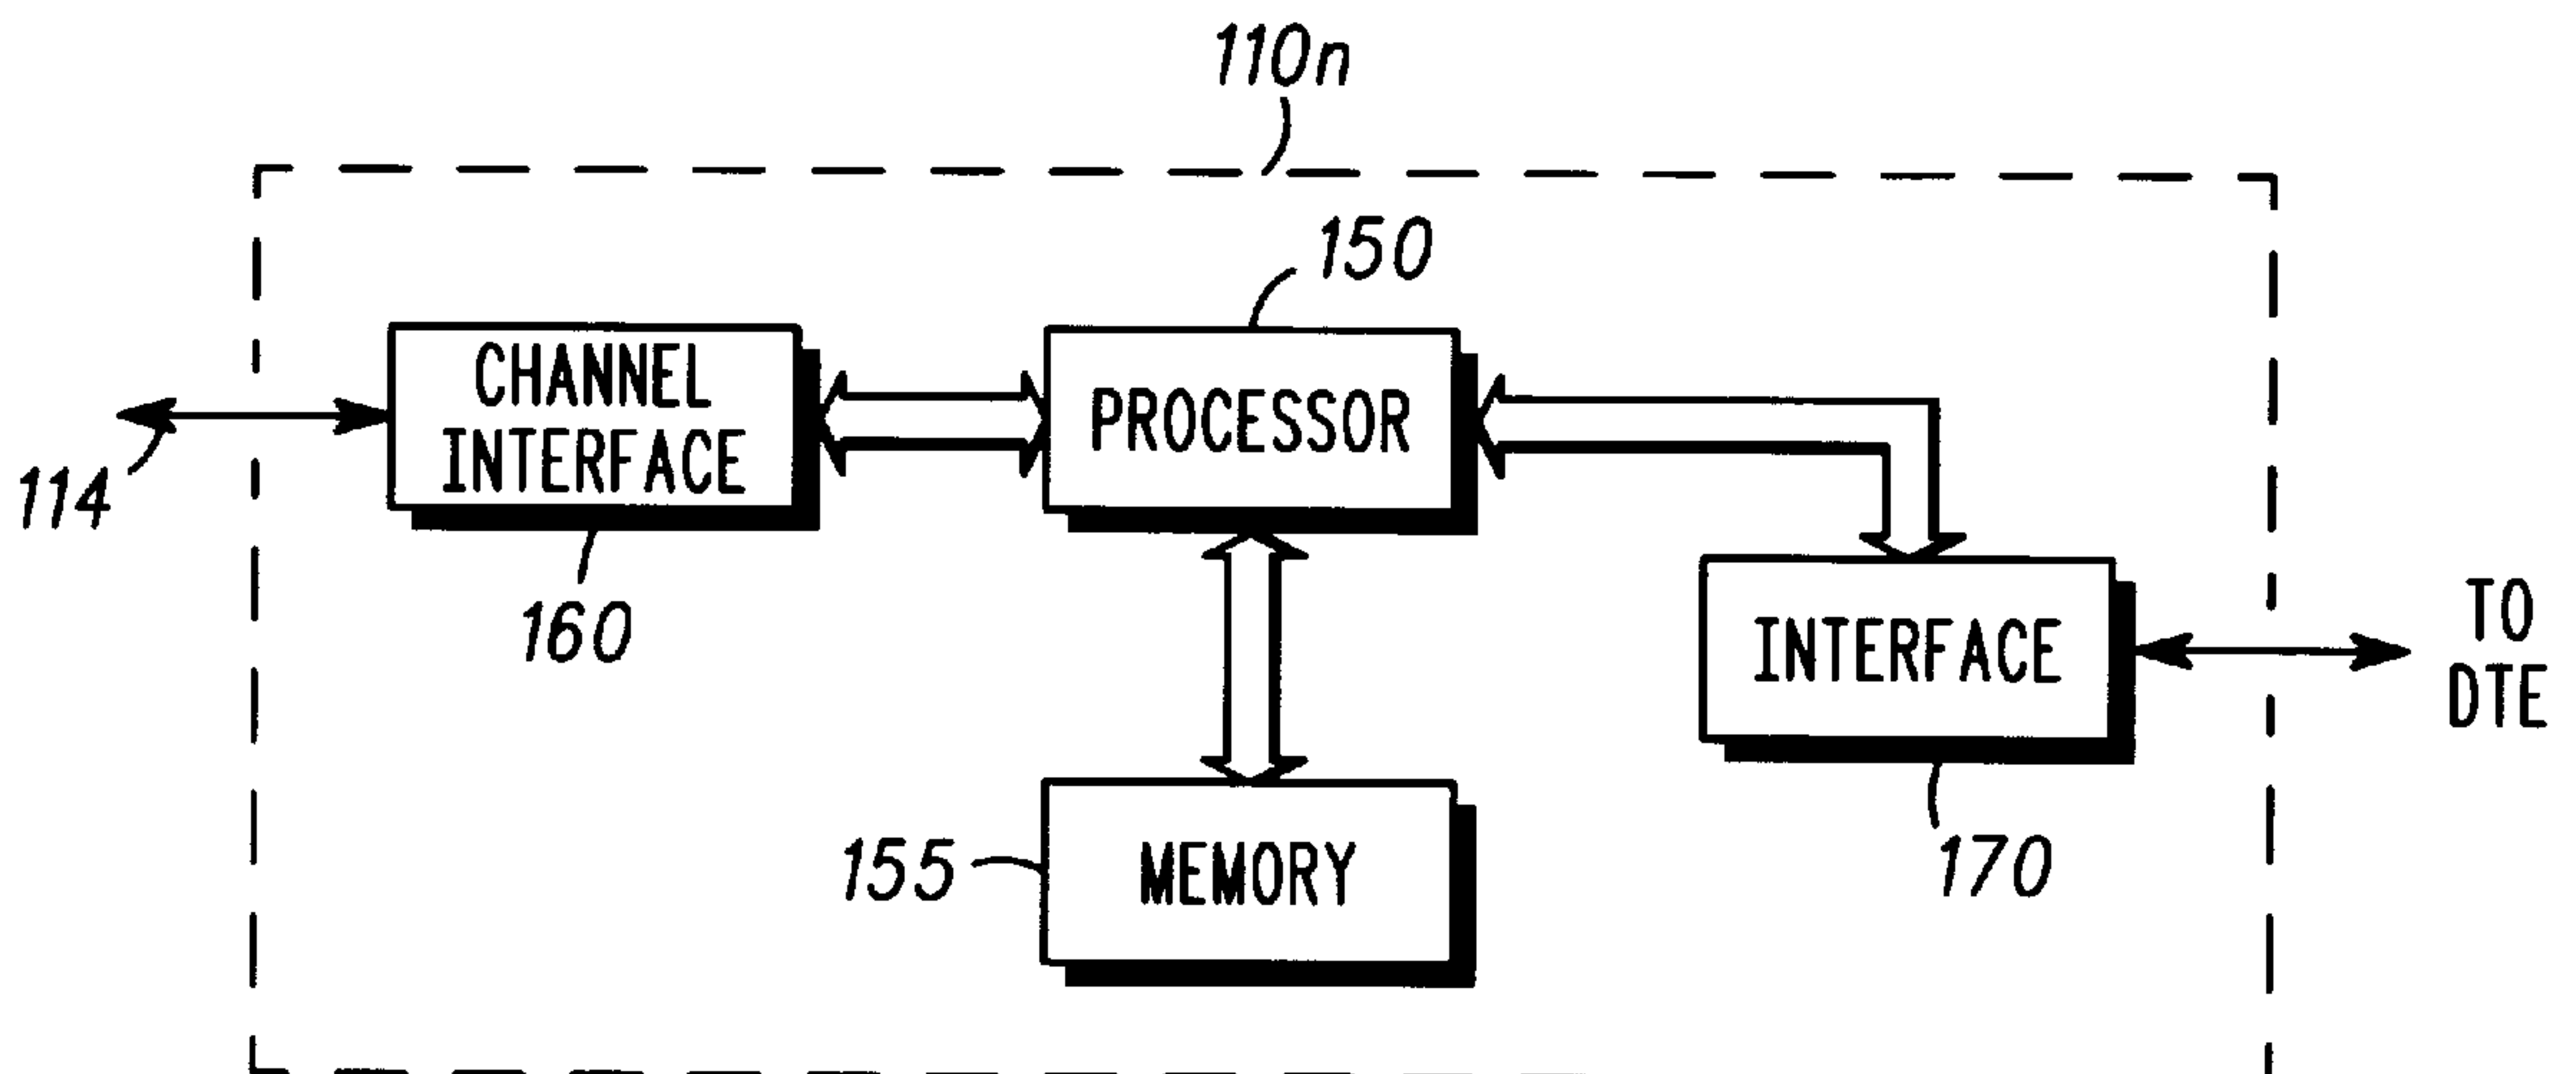 110n
150
CHANNEL
INTERFACE
PROCESSOR
114
160
INTERFACE
TO
DTE
155
MEMORY
170